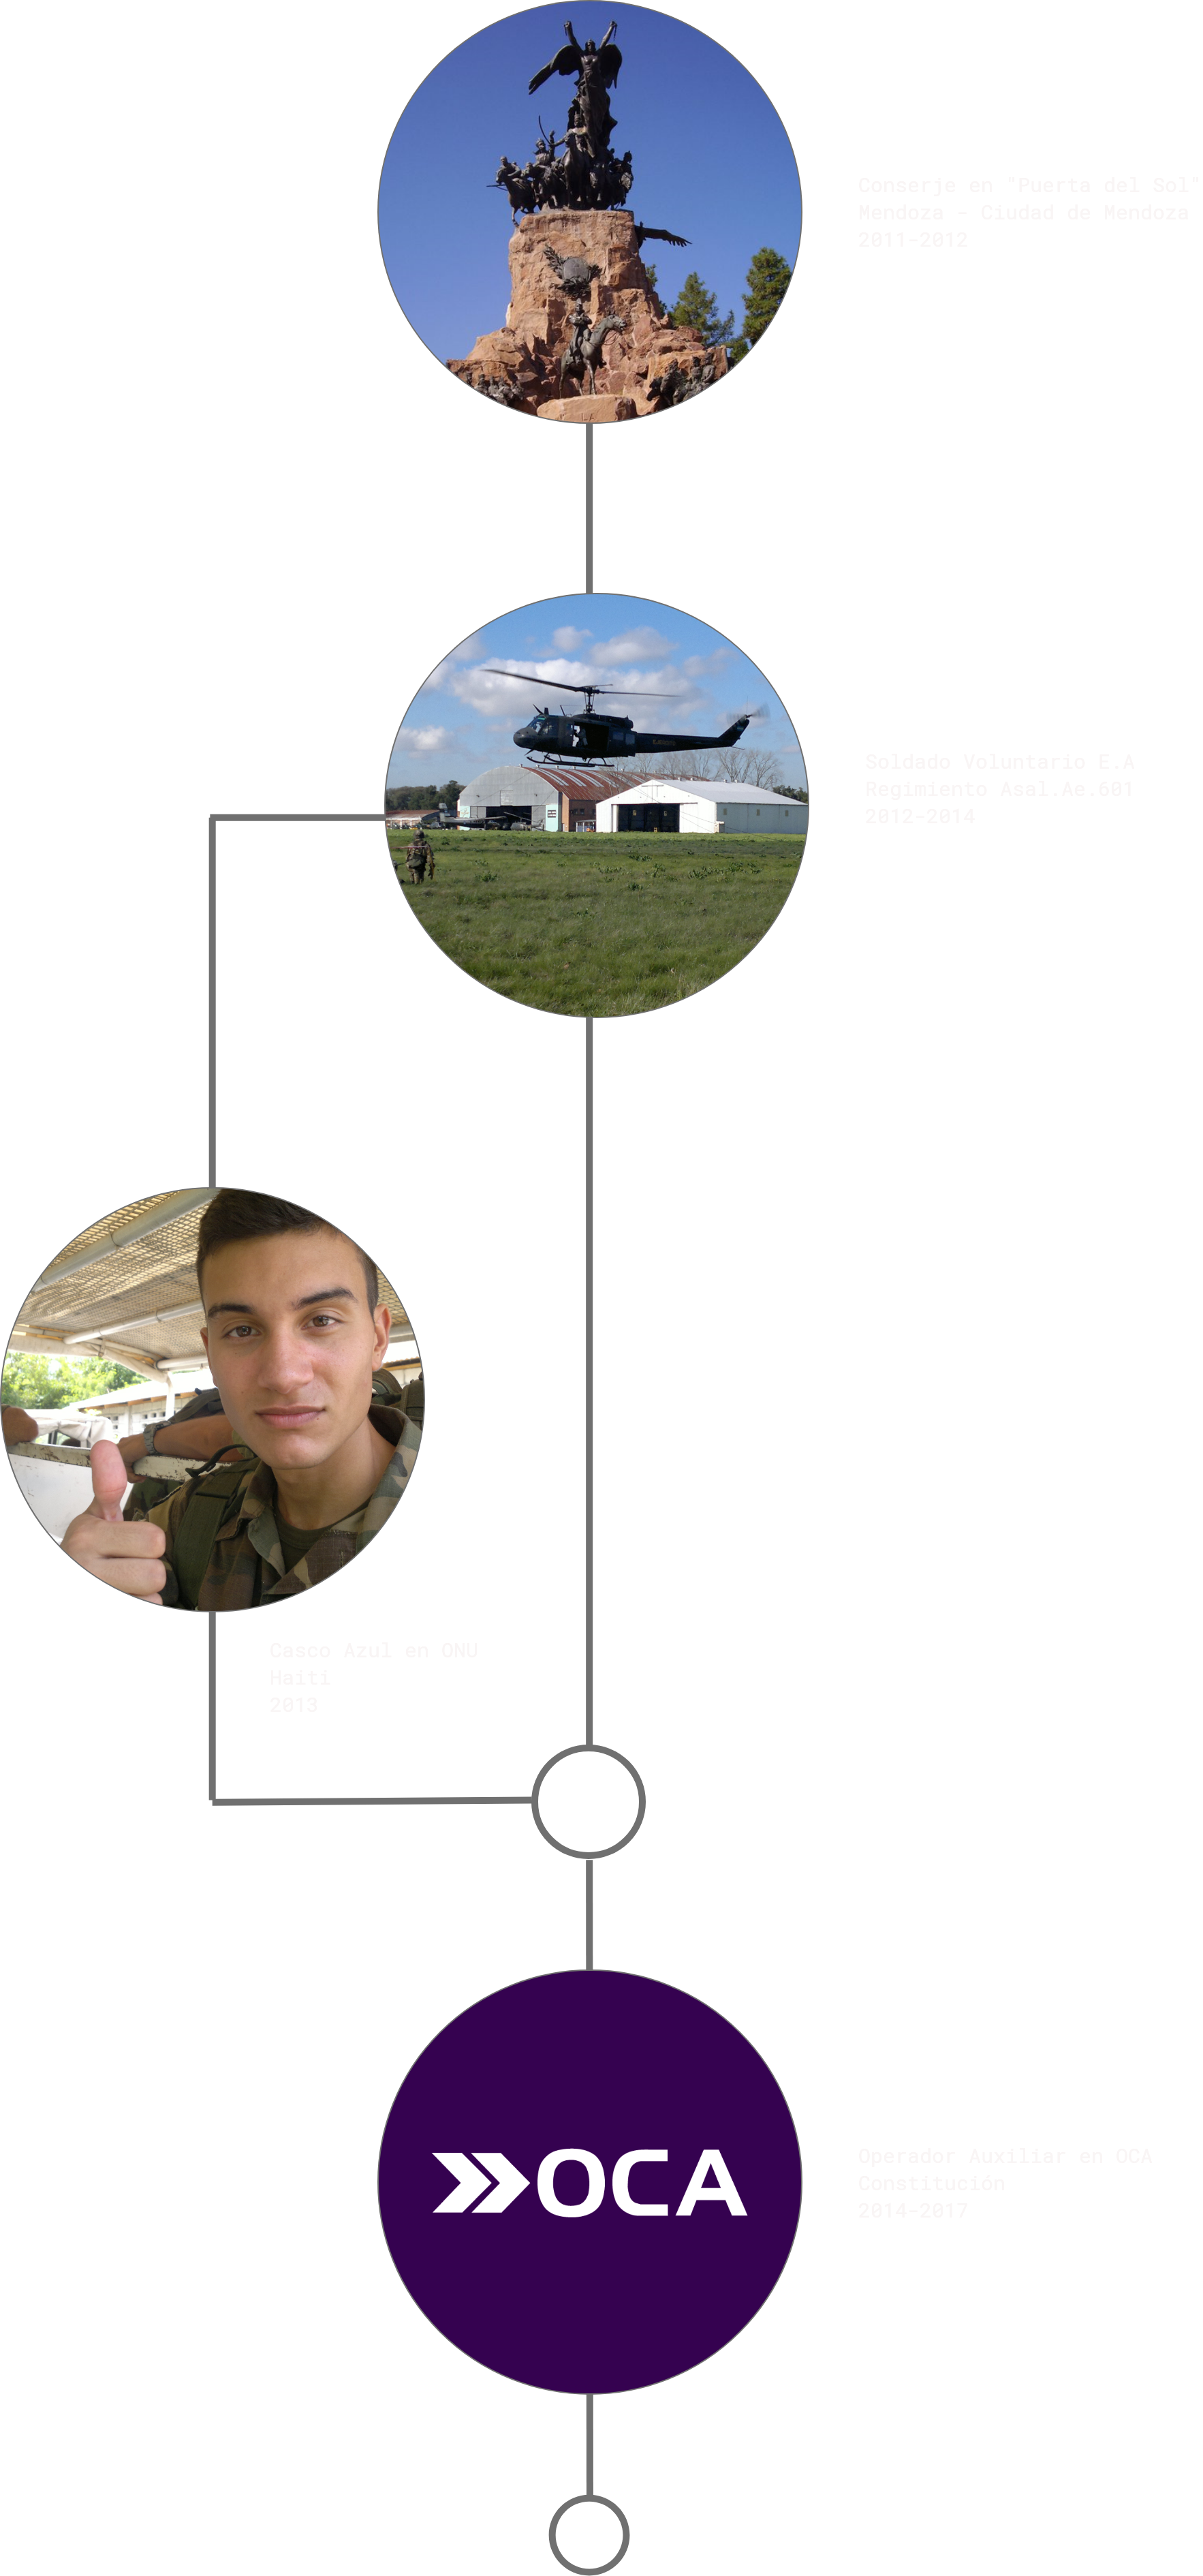 Conserje en "Puerta del Sol"
Mendoza - Ciudad de Mendoza
2011-2012
Soldado Voluntario E.A
Regimiento Asal.Ae.601
2012-2014
Casco Azul en ONU
Haiti
2013
OCA
Operador Auxiliar en OCA
Constitución
2014-2017